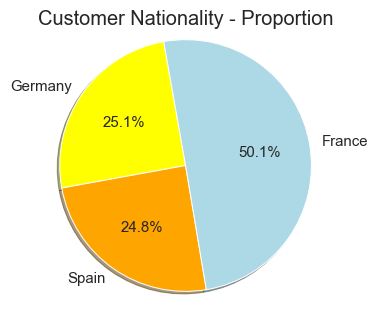 Customer Nationality - Proportion
Germany
25.1%
France
50.1%
24.8%
Spain